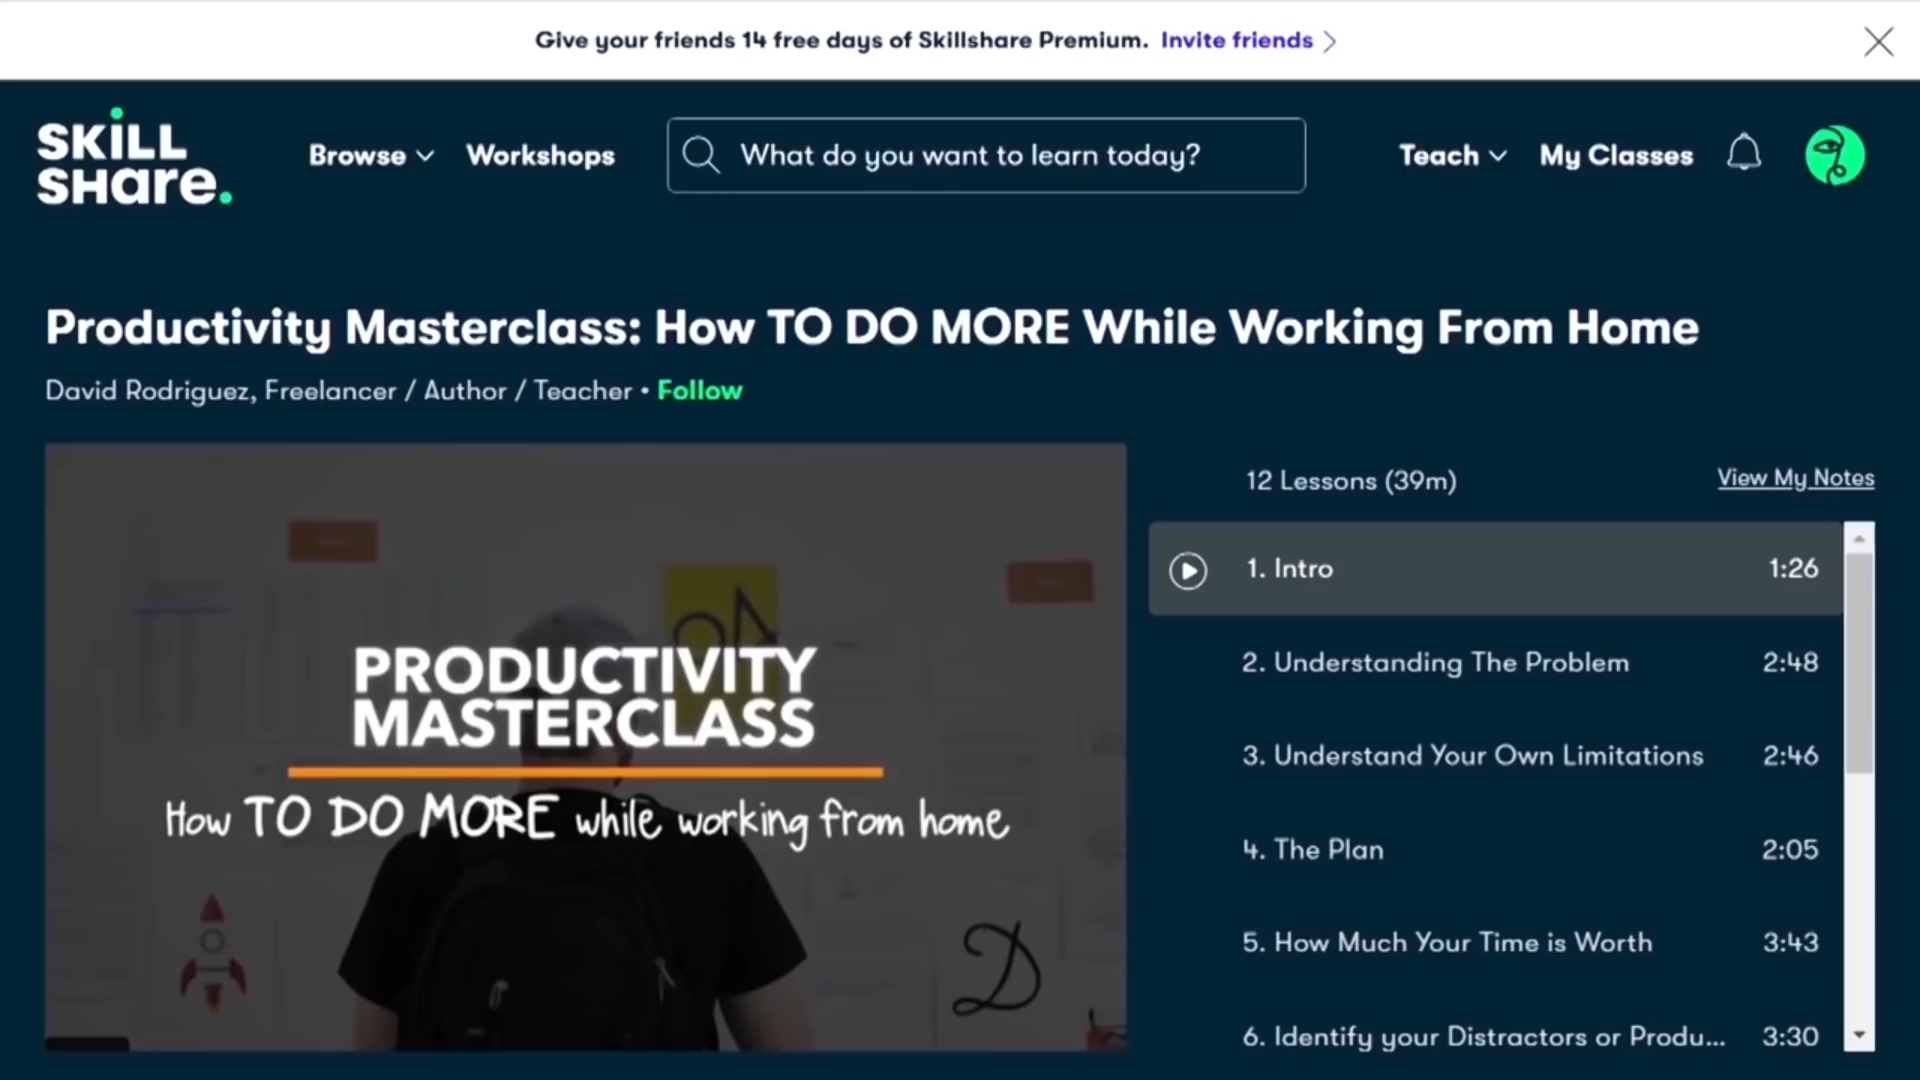 Give your friends 14 free days of Skillshare Premium. Invite friends
SKILL
SHare.
Browse
Workshops
What do you want to learn today?
Teach
My Classes
Productivity Masterclass: How TO DO MORE While Working From Home
David Rodriguez, Freelancer / Author / Teacher • Follow
PRODUCTIVITY
MASTERCLASS
How TO DO MORE while working from home
D
12 Lessons (39m)
View My Notes
1. Intro 1:26
2. Understanding The Problem 2:48
3. Understand Your Own Limitations 2:46
4. The Plan 2:05
5. How Much Your Time is Worth 3:43
6. Identify your Distractors or Produ... 3:30